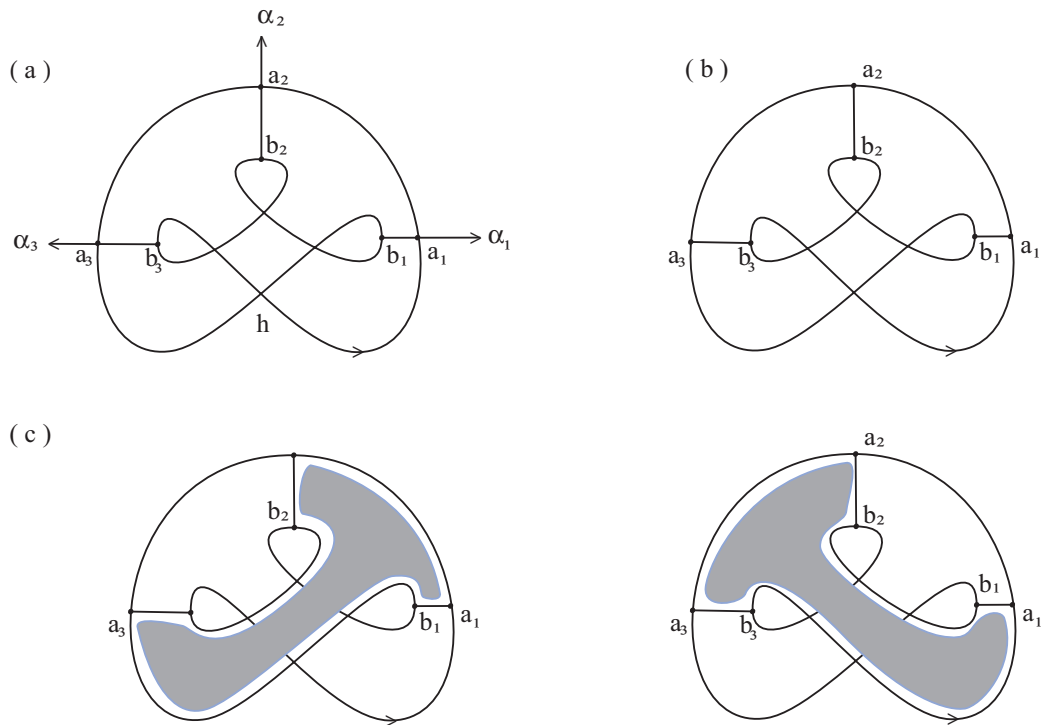 α₂
( a )
a₂
b₂
α₃
a₃
b₃
b₁
a₁
α₁
h
( b )
a₂
b₂
a₃
b₃
b₁
a₁
( c )
b₂
a₃
b₁
a₁
a₂
b₂
b₁
a₃
b₃
a₁